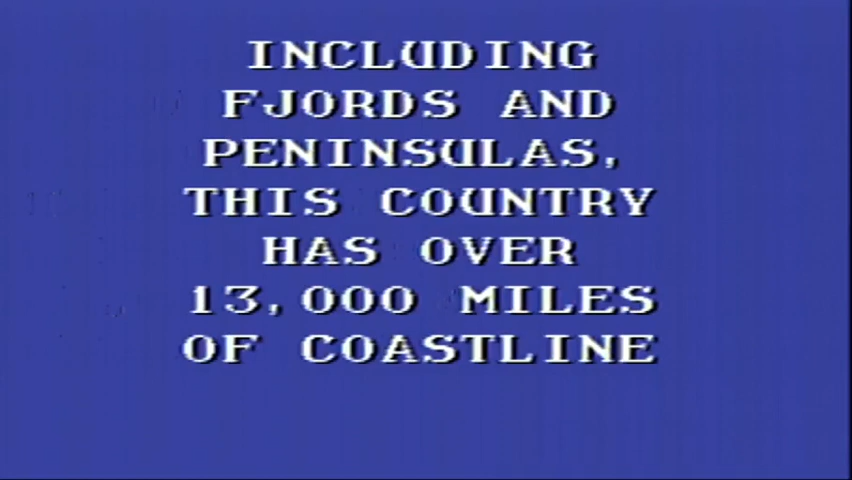 INCLUDING
FJORDS AND
PENINSULAS,
THIS COUNTRY
HAS OVER
13,000 MILES
OF COASTLINE